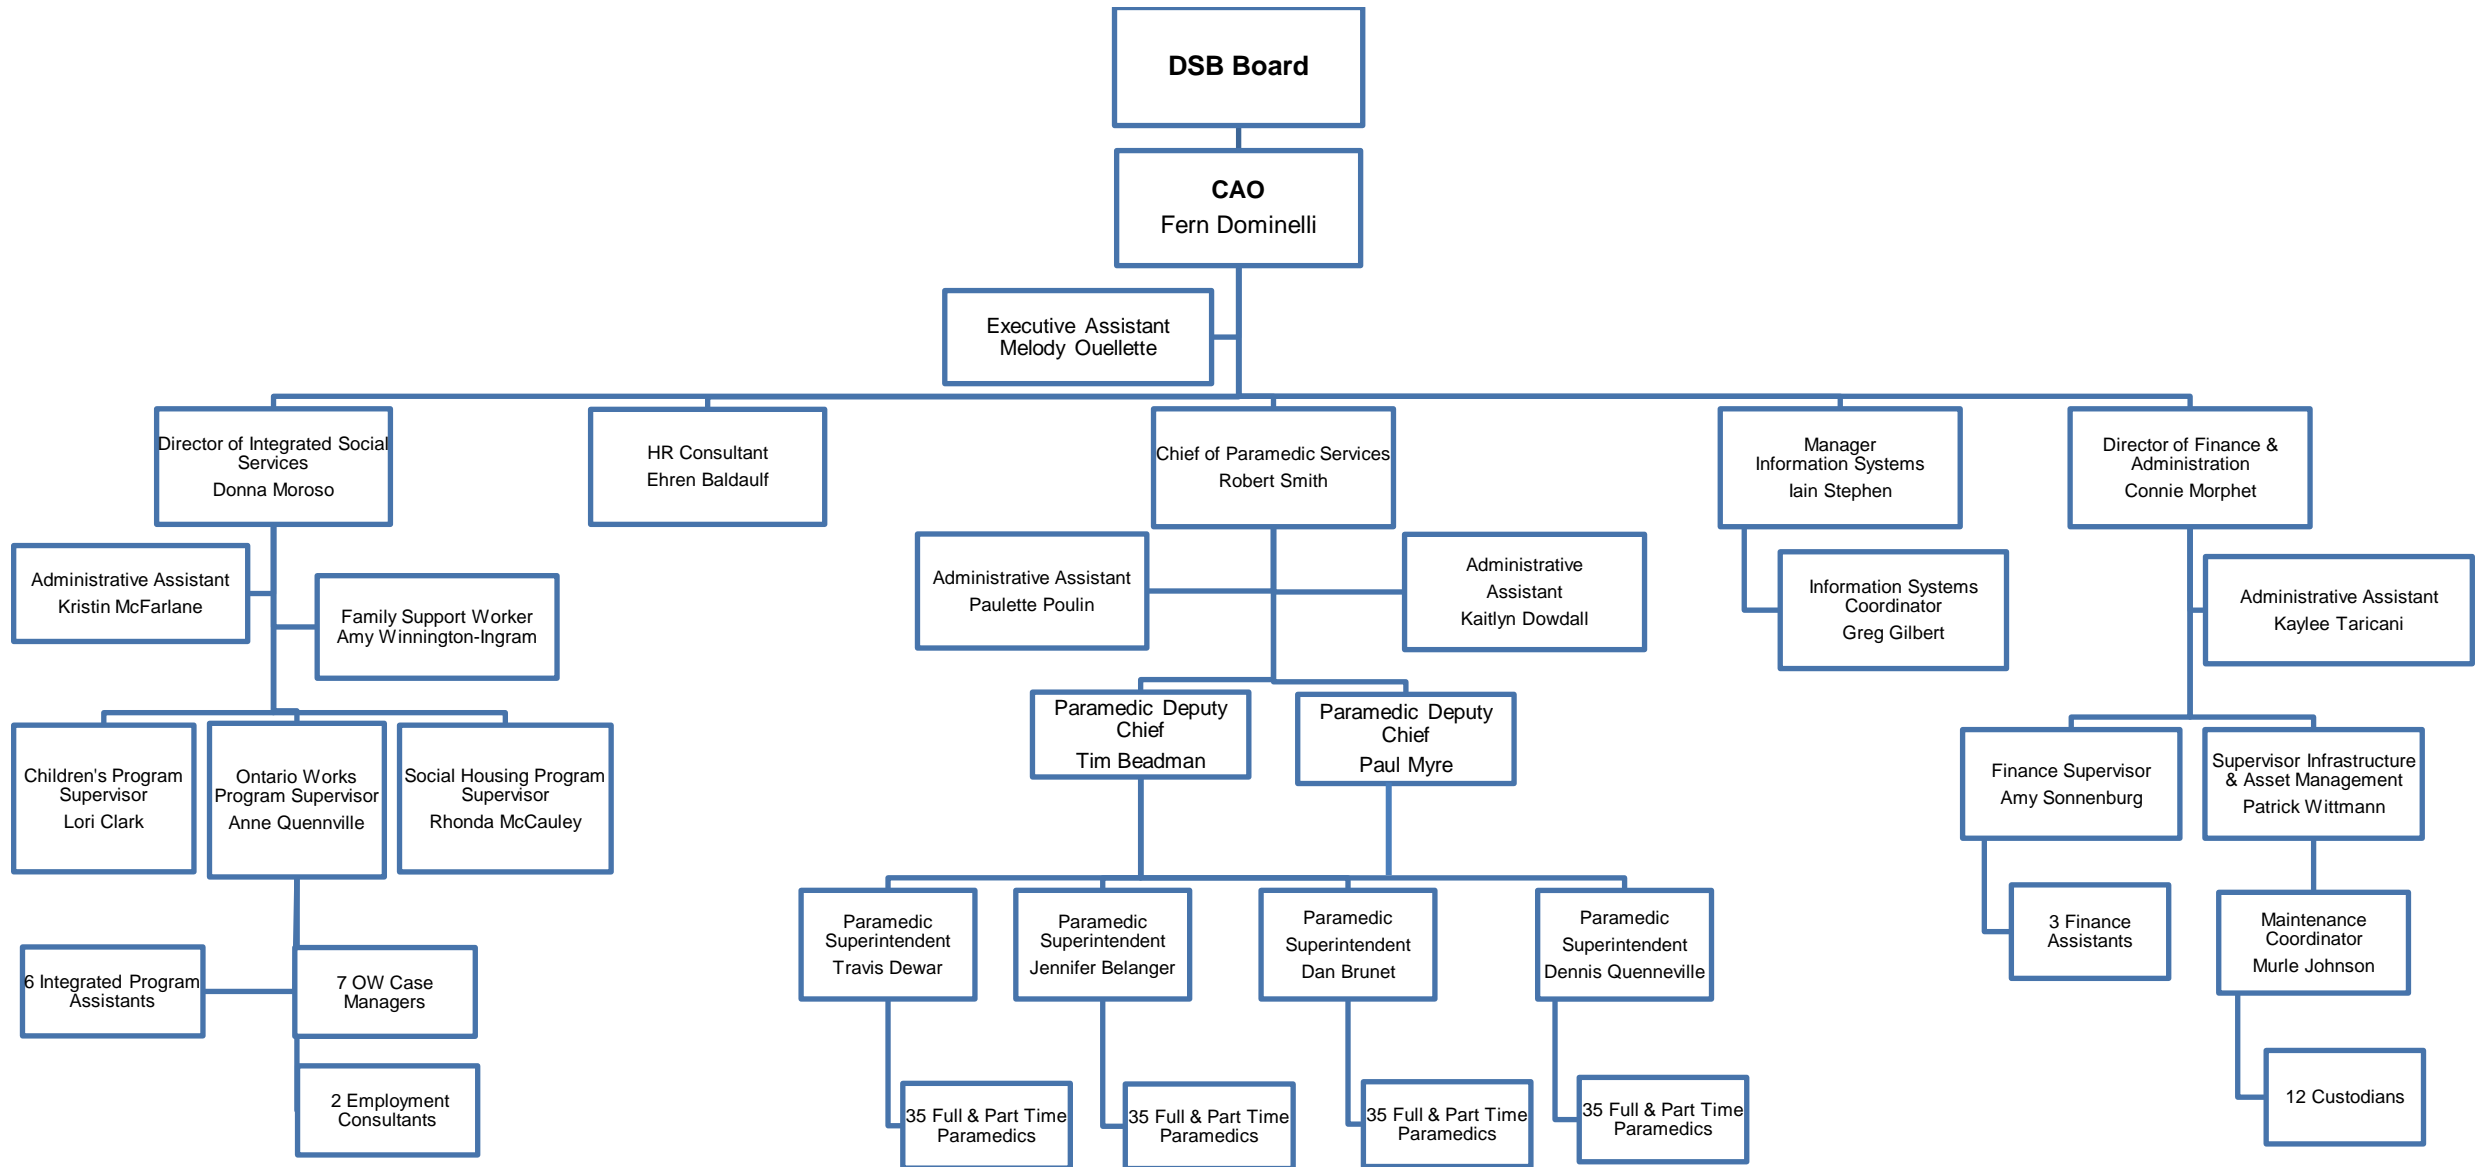 DSB Board
CAO
Fern Dominelli
Executive Assistant
Melody Ouellette
Director of Integrated Social
Services
Donna Moroso
HR Consultant
Ehren Baldaulf
Chief of Paramedic Services
Robert Smith
Manager
Information Systems
Iain Stephen
Director of Finance &
Administration
Connie Morphet
Administrative Assistant
Kristin McFarlane
Family Support Worker
Amy Winnington-Ingram
Administrative Assistant
Paulette Poulin
Administrative
Assistant
Kaitlyn Dowdall
Information Systems
Coordinator
Greg Gilbert
Administrative Assistant
Kaylee Taricani
Children's Program
Supervisor
Lori Clark
Ontario Works
Program Supervisor
Anne Quennville
Social Housing Program
Supervisor
Rhonda McCauley
Paramedic Deputy
Chief
Tim Beadman
Paramedic Deputy
Chief
Paul Myre
Finance Supervisor
Amy Sonnenburg
Supervisor Infrastructure
& Asset Management
Patrick Wittmann
6 Integrated Program
Assistants
7 OW Case
Managers
2 Employment
Consultants
Paramedic
Superintendent
Travis Dewar
Paramedic
Superintendent
Jennifer Belanger
Paramedic
Superintendent
Dan Brunet
Paramedic
Superintendent
Dennis Quenneville
3 Finance
Assistants
Maintenance
Coordinator
Murle Johnson
35 Full & Part Time
Paramedics
35 Full & Part Time
Paramedics
35 Full & Part Time
Paramedics
35 Full & Part Time
Paramedics
12 Custodians